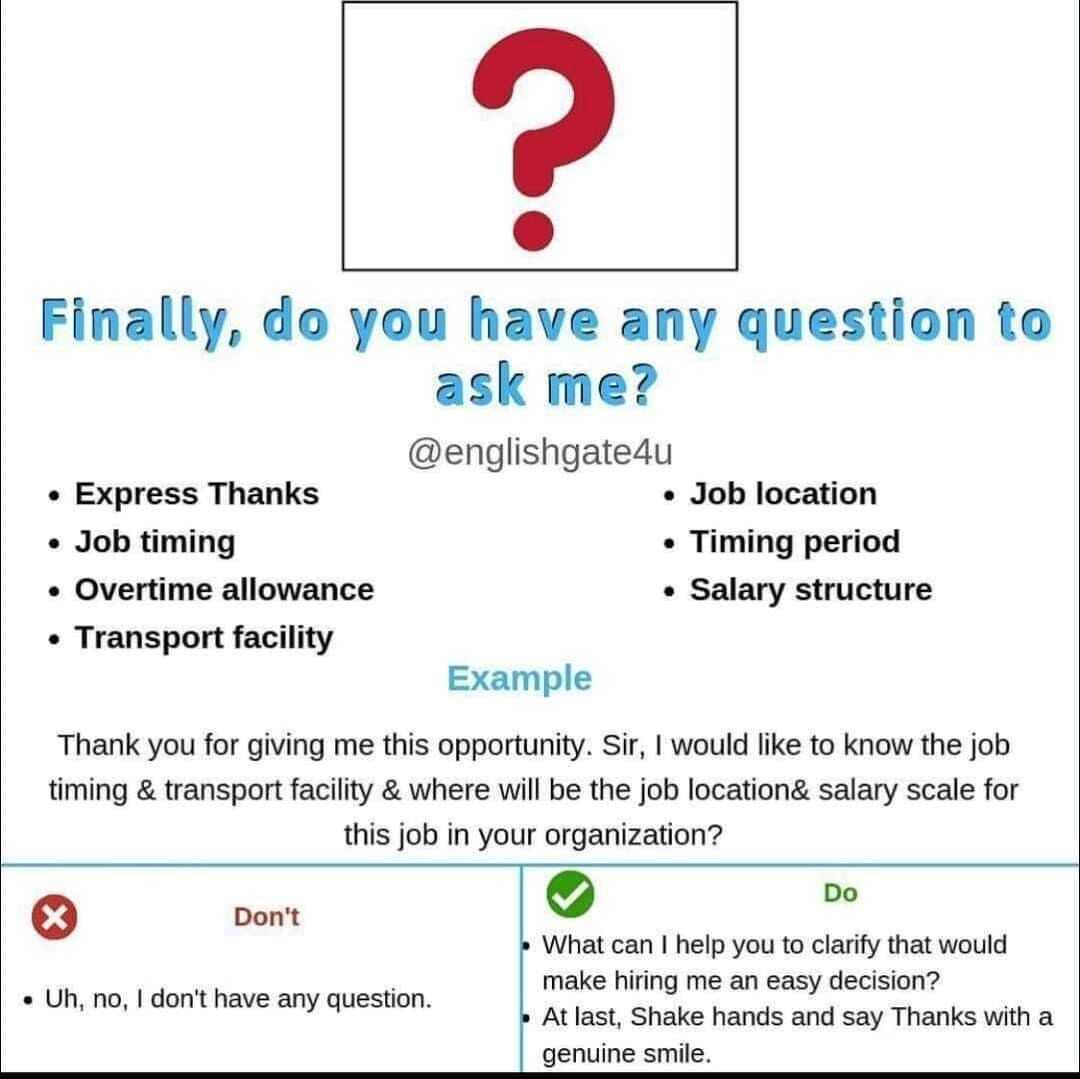 ?
Finally, do you have any question to
ask me?
@englishgate4u
• Express Thanks
• Job timing
• Overtime allowance
• Transport facility
• Job location
• Timing period
• Salary structure
Example
Thank you for giving me this opportunity. Sir, I would like to know the job
timing & transport facility & where will be the job location& salary scale for
this job in your organization?
Don't
• Uh, no, I don't have any question.
Do
• What can I help you to clarify that would
make hiring me an easy decision?
• At last, Shake hands and say Thanks with a
genuine smile.